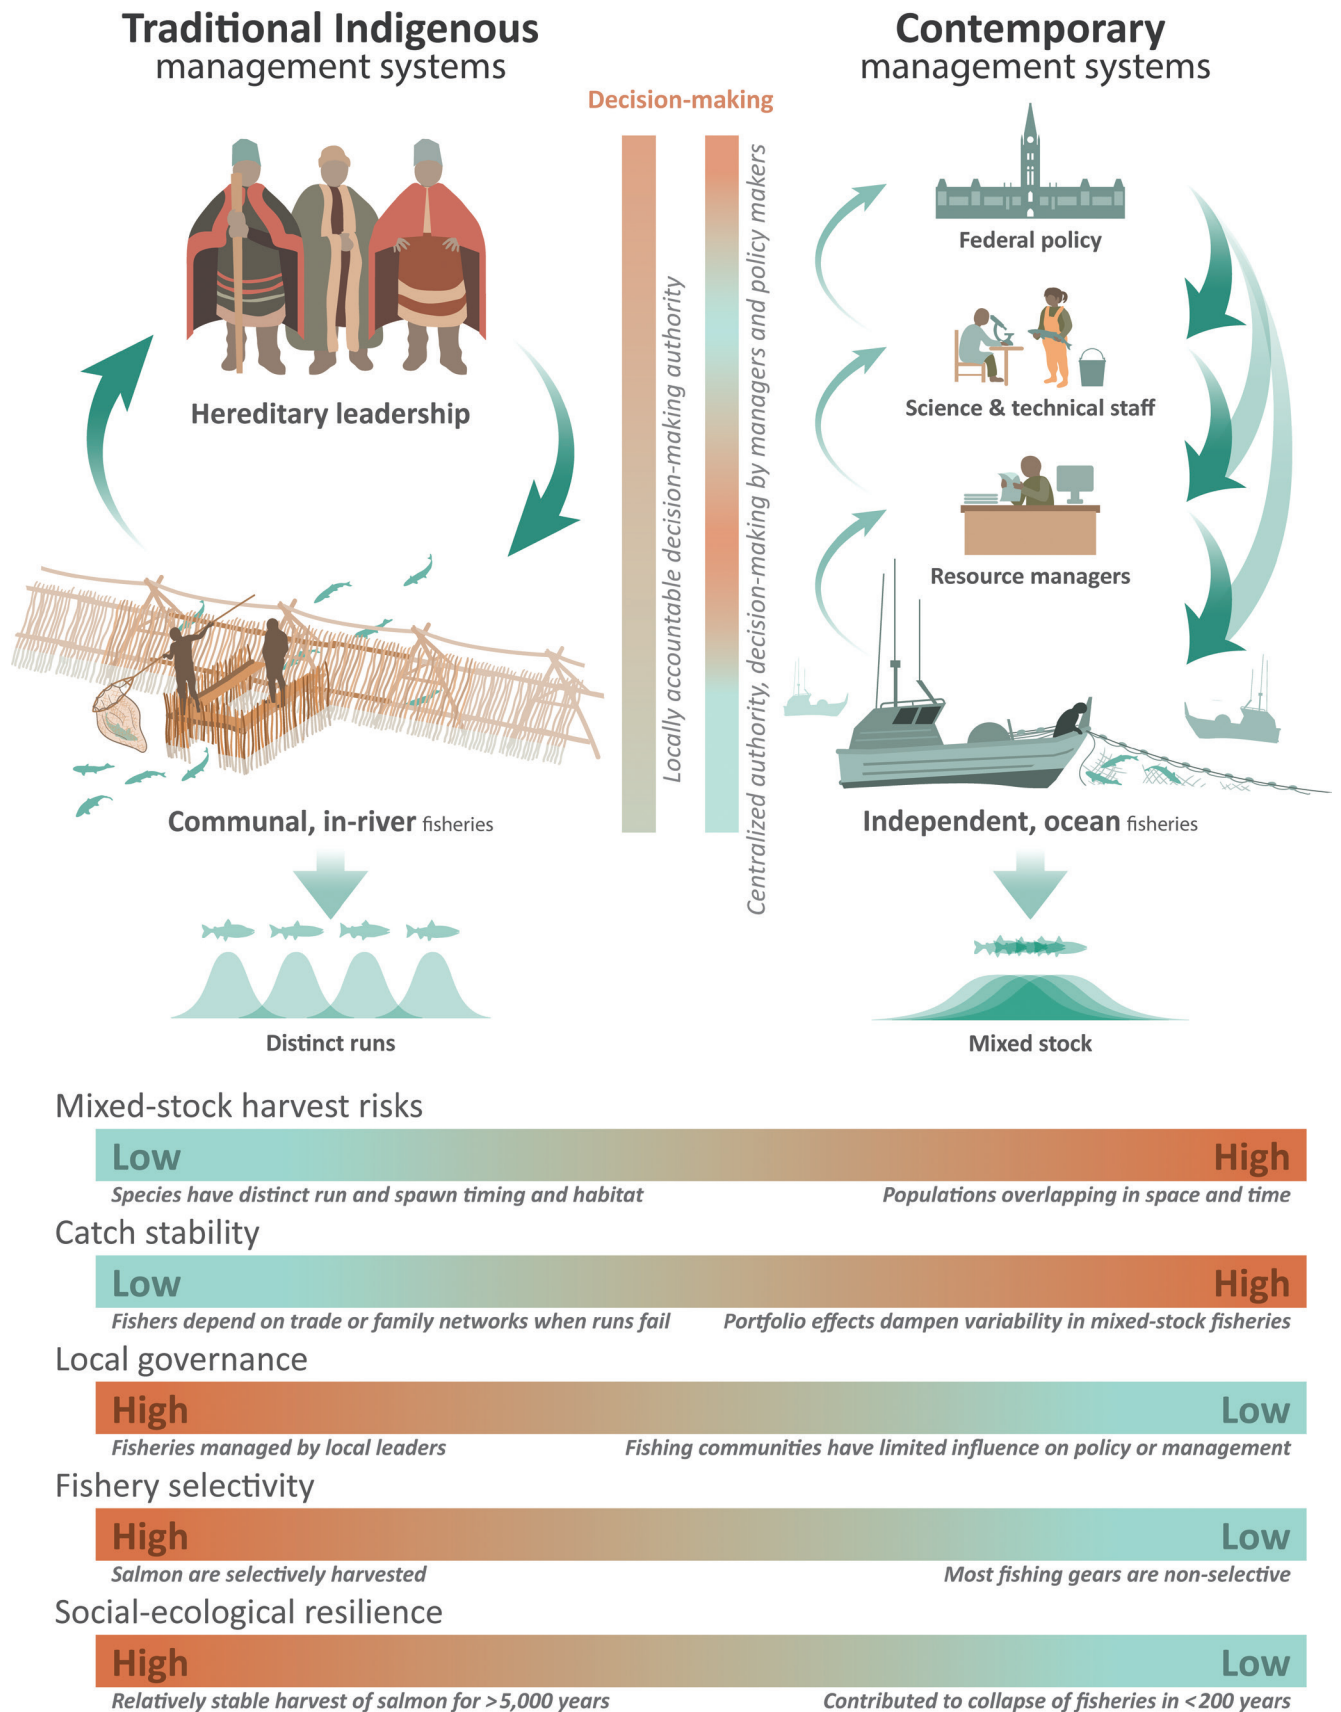 Traditional Indigenous
management systems
Contemporary
management systems
Decision-making
Locally accountable decision-making authority
Centralized authority, decision-making by managers and policy makers
Hereditary leadership
Federal policy
Science & technical staff
Resource managers
Communal, in-river fisheries
Independent, ocean fisheries
Distinct runs
Mixed stock
Mixed-stock harvest risks
Low
High
Species have distinct run and spawn timing and habitat
Populations overlapping in space and time
Catch stability
Low
High
Fishers depend on trade or family networks when runs fail
Portfolio effects dampen variability in mixed-stock fisheries
Local governance
High
Low
Fisheries managed by local leaders
Fishing communities have limited influence on policy or management
Fishery selectivity
High
Low
Salmon are selectively harvested
Most fishing gears are non-selective
Social-ecological resilience
High
Low
Relatively stable harvest of salmon for >5,000 years
Contributed to collapse of fisheries in <200 years